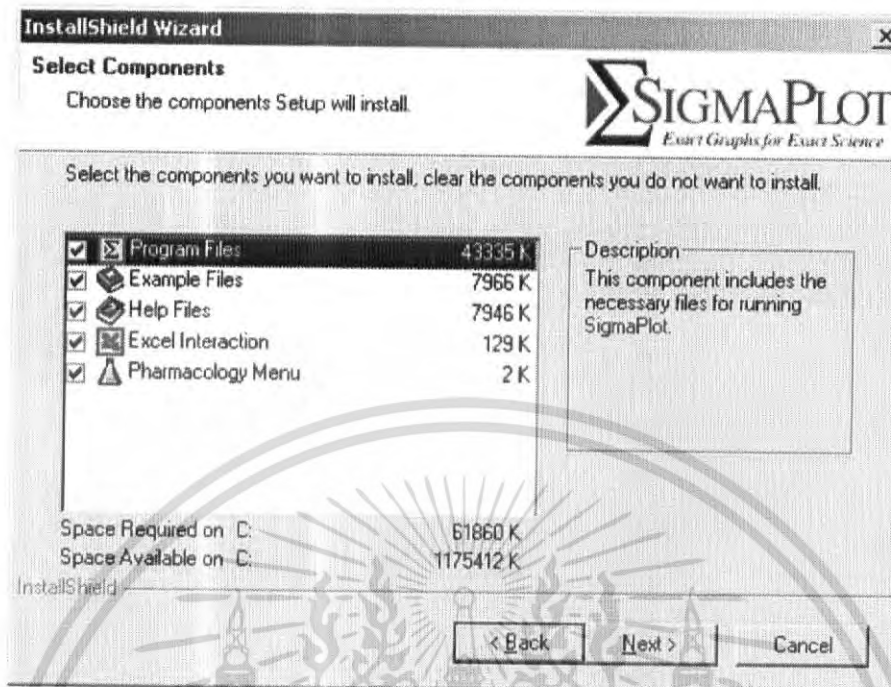 InstallShield Wizard
Select Components
Choose the components Setup will install.
SIGMAPLOT
Exact Graphs for Exact Science
Select the components you want to install, clear the components you do not want to install.
Program Files 43335 K
Example Files 7966 K
Help Files 7946 K
Excel Interaction 129 K
Pharmacology Menu 2 K
Description
This component includes the
necessary files for running
SigmaPlot.
Space Required on C: 61860 K
Space Available on C: 1175412 K
InstallShield
< Back
Next >
Cancel